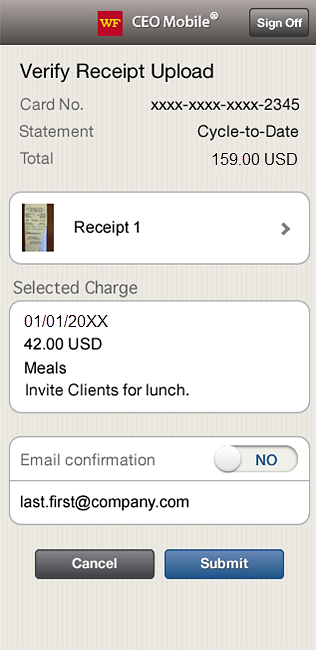 WF CEO Mobile® Sign Off
Verify Receipt Upload
Card No. xxxx-xxxx-xxxx-2345
Statement Cycle-to-Date
Total 159.00 USD
Receipt 1
Selected Charge
01/01/20XX
42.00 USD
Meals
Invite Clients for lunch.
Email confirmation NO
last.first@company.com
Cancel Submit